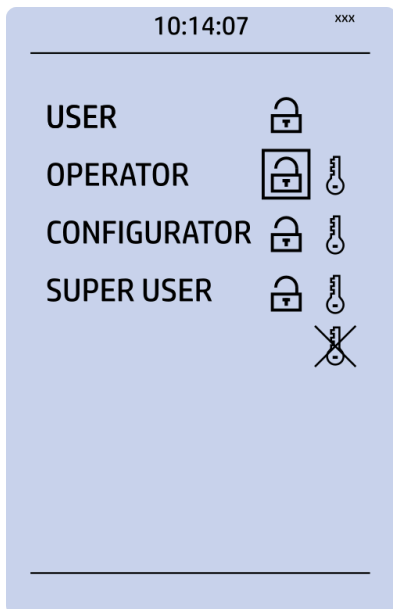 10:14:07 xxx
USER
OPERATOR
CONFIGURATOR
SUPER USER